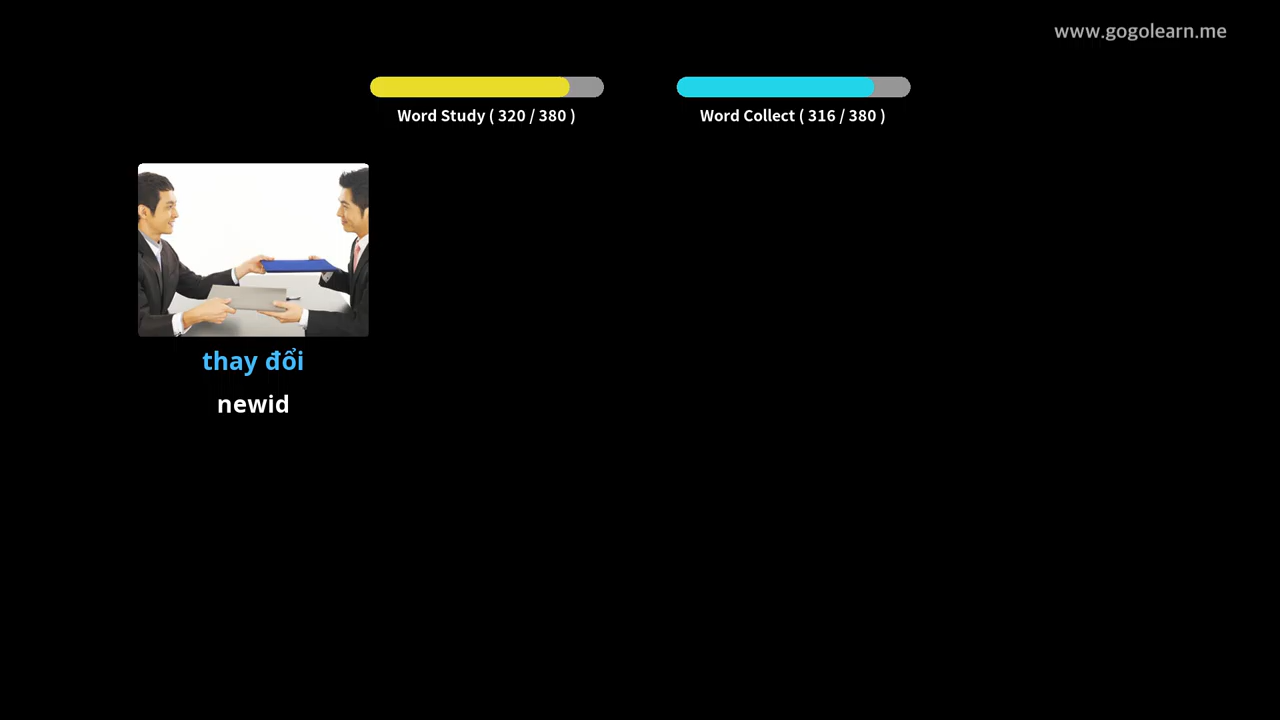 www.gogolearn.me
Word Study ( 320 / 380 )
Word Collect ( 316 / 380 )
thay đổi
newid